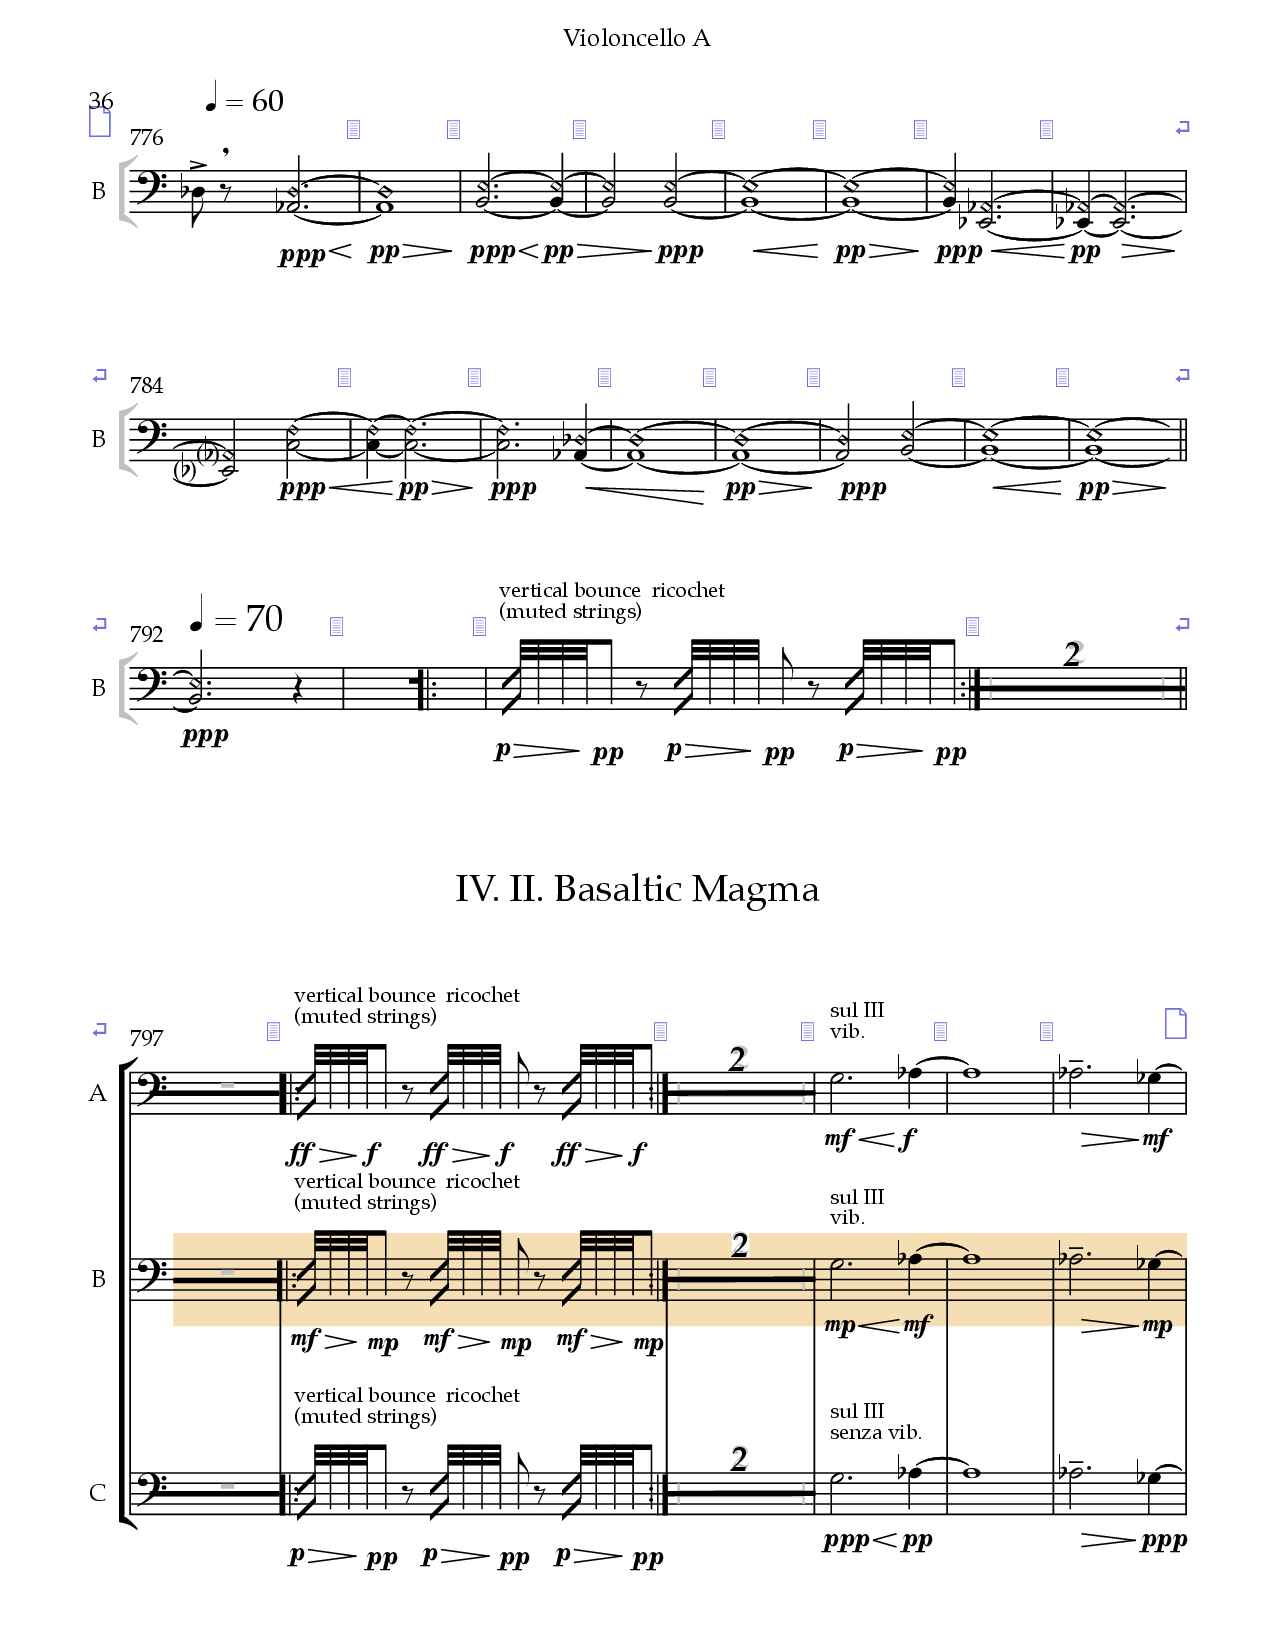 Violoncello A
36
♩ = 60
776
B
ppp pp ppp pp ppp pp ppp pp
784
B
ppp pp ppp pp ppp pp
vertical bounce ricochet
(muted strings)
792
♩ = 70
2
B
ppp p pp p pp p pp
IV. II. Basaltic Magma
vertical bounce ricochet
(muted strings)
sul III
vib.
797
2
A
ff f ff f ff f mf f mf
vertical bounce ricochet
(muted strings)
sul III
vib.
2
B
mf mp mf mp mf mp mp mf mp
vertical bounce ricochet
(muted strings)
sul III
senza vib.
2
C
p pp p pp p pp ppp pp ppp